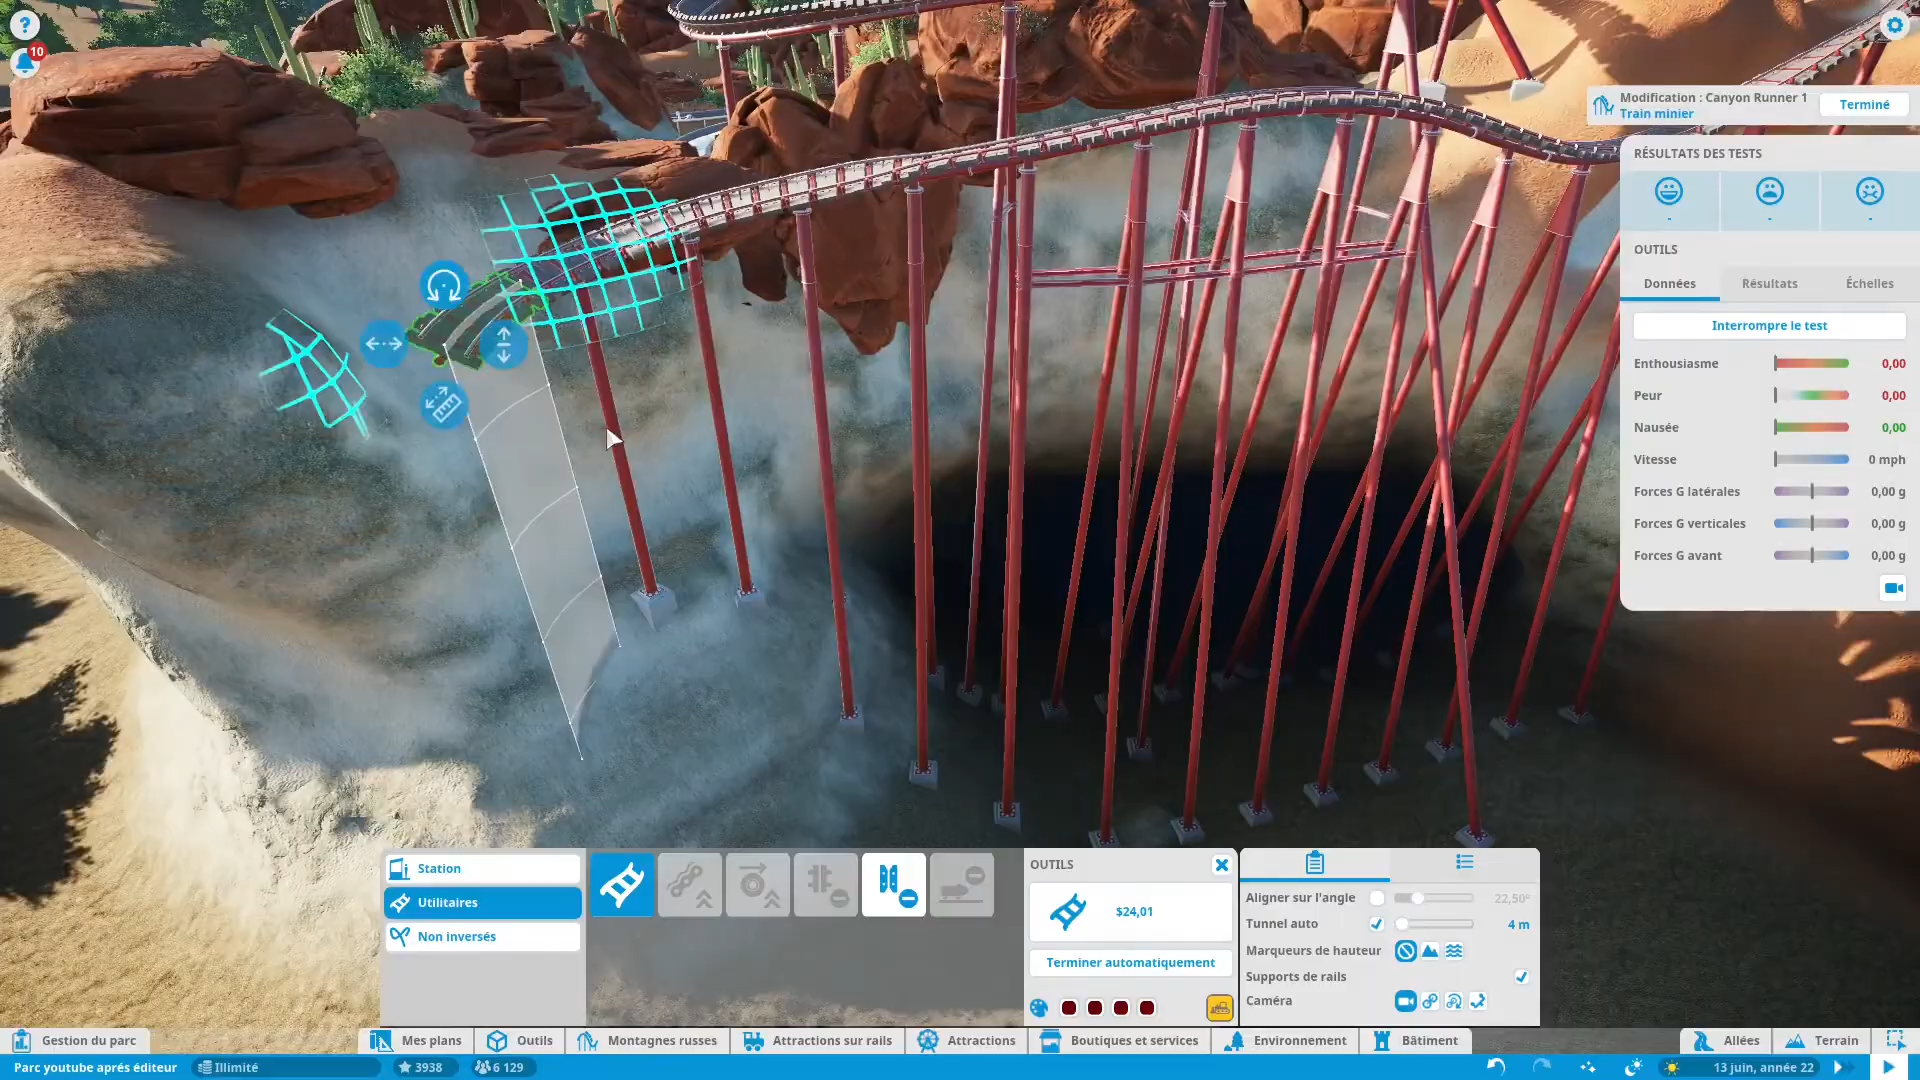 ?
10
Modification : Canyon Runner 1
Train minier
Terminé
RÉSULTATS DES TESTS
-
-
-
OUTILS
Données
Résultats
Échelles
Interrompre le test
Enthousiasme
0,00
Peur
0,00
Nausée
0,00
Vitesse
0 mph
Forces G latérales
0,00 g
Forces G verticales
0,00 g
Forces G avant
0,00 g
Station
Utilitaires
Non inversés
OUTILS
$24,01
Terminer automatiquement
Aligner sur l'angle
22,50°
Tunnel auto
4 m
Marqueurs de hauteur
Supports de rails
Caméra
Gestion du parc
Mes plans
Outils
Montagnes russes
Attractions sur rails
Attractions
Boutiques et services
Environnement
Bâtiment
Allées
Terrain
Parc youtube aprés éditeur
Illimité
3938
6 129
13 juin, année 22